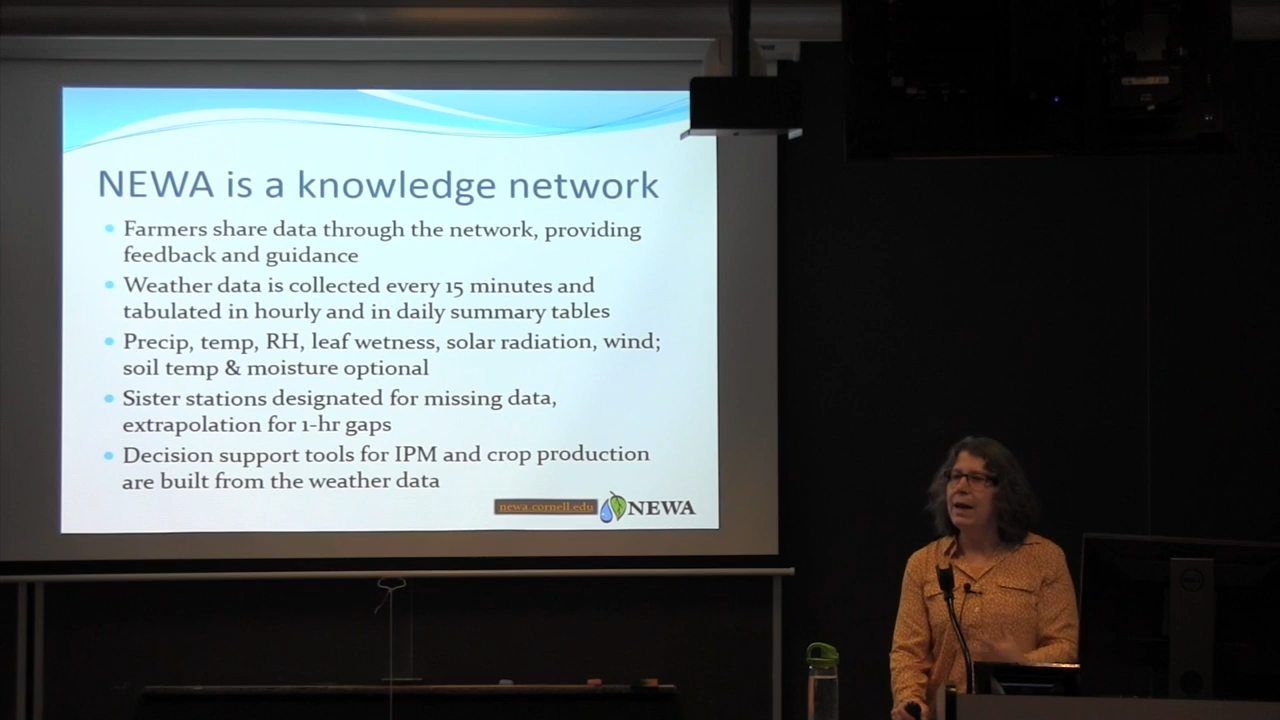 NEWA is a knowledge network
Farmers share data through the network, providing
feedback and guidance
Weather data is collected every 15 minutes and
tabulated in hourly and in daily summary tables
Precip, temp, RH, leaf wetness, solar radiation, wind;
soil temp & moisture optional
Sister stations designated for missing data,
extrapolation for 1-hr gaps
Decision support tools for IPM and crop production
are built from the weather data
newa.cornell.edu
NEWA
DELL